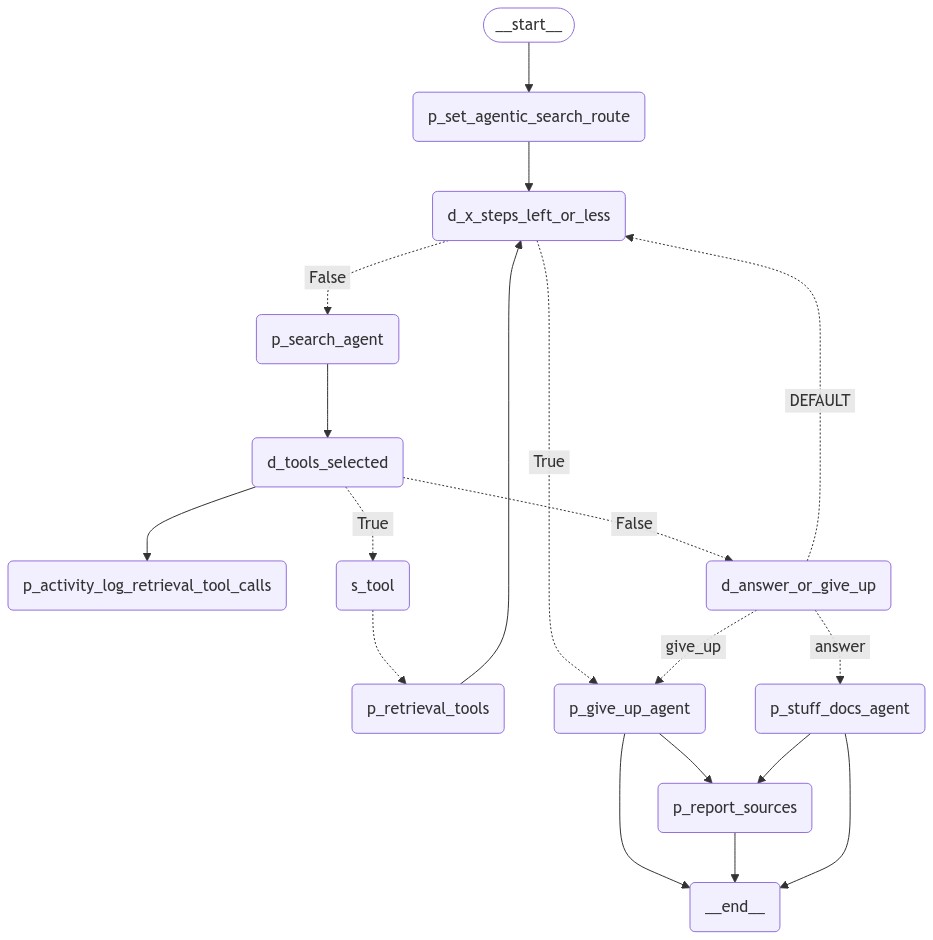 __start__
p_set_agentic_search_route
d_x_steps_left_or_less
False
p_search_agent
DEFAULT
d_tools_selected
True
True
False
p_activity_log_retrieval_tool_calls
s_tool
d_answer_or_give_up
give_up
answer
p_retrieval_tools
p_give_up_agent
p_stuff_docs_agent
p_report_sources
__end__